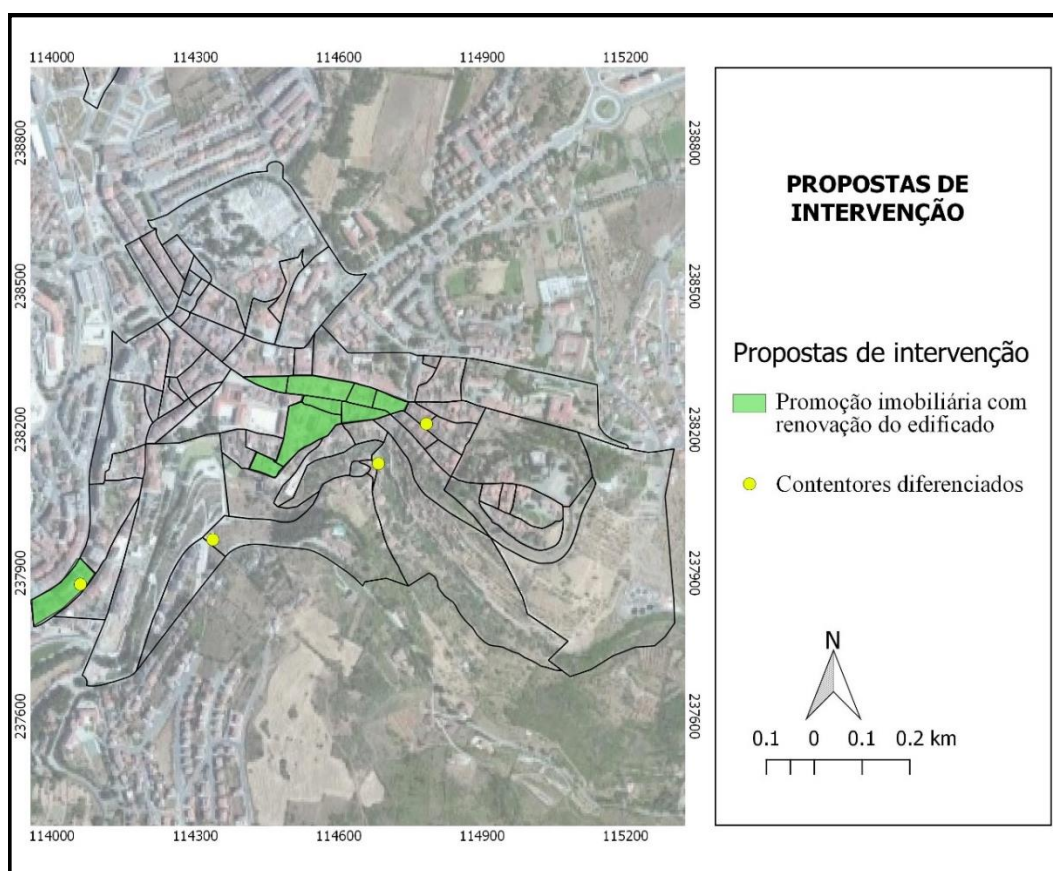 114000 114300 114600 114900 115200
238800
238500
238200
237900
237600
238800
238500
238200
237900
237600
114000 114300 114600 114900 115200
PROPOSTAS DE
INTERVENÇÃO
Propostas de intervenção
Promoção imobiliária com
renovação do edificado
Contentores diferenciados
N
0.1 0 0.1 0.2 km